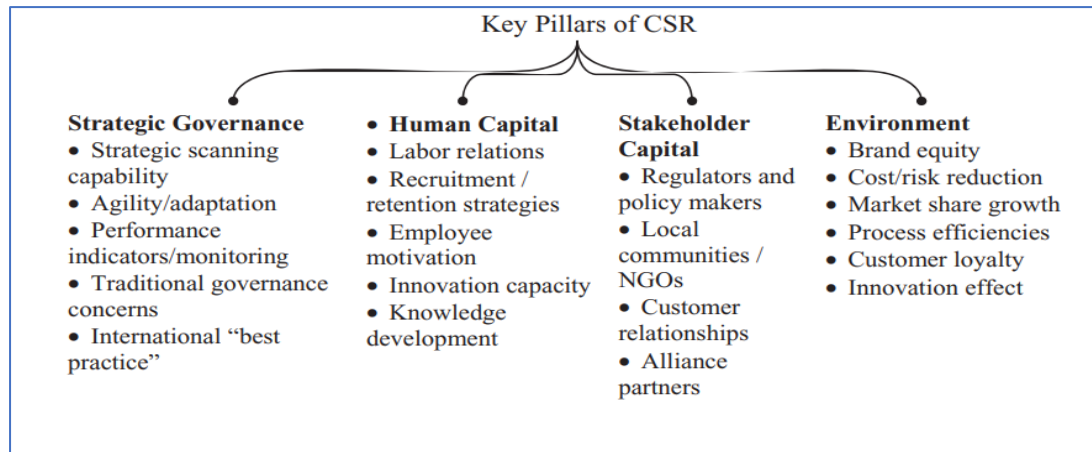 Key Pillars of CSR
Strategic Governance
• Strategic scanning
capability
• Agility/adaptation
• Performance
indicators/monitoring
• Traditional governance
concerns
• International “best
practice”
• Human Capital
• Labor relations
• Recruitment /
retention strategies
• Employee
motivation
• Innovation capacity
• Knowledge
development
Stakeholder
Capital
• Regulators and
policy makers
• Local
communities /
NGOs
• Customer
relationships
• Alliance
partners
Environment
• Brand equity
• Cost/risk reduction
• Market share growth
• Process efficiencies
• Customer loyalty
• Innovation effect